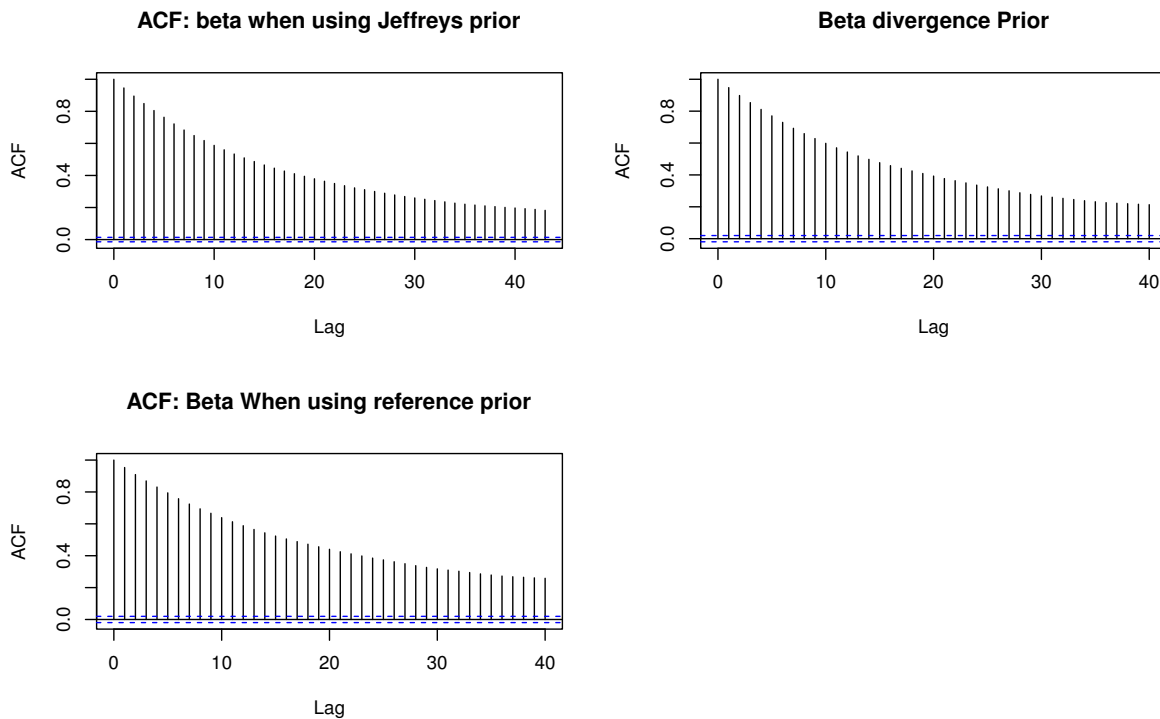 ACF: beta when using Jeffreys prior
ACF
0.0 0.4 0.8
0 10 20 30 40
Lag
Beta divergence Prior
ACF
0.0 0.4 0.8
0 10 20 30 40
Lag
ACF: Beta When using reference prior
ACF
0.0 0.4 0.8
0 10 20 30 40
Lag